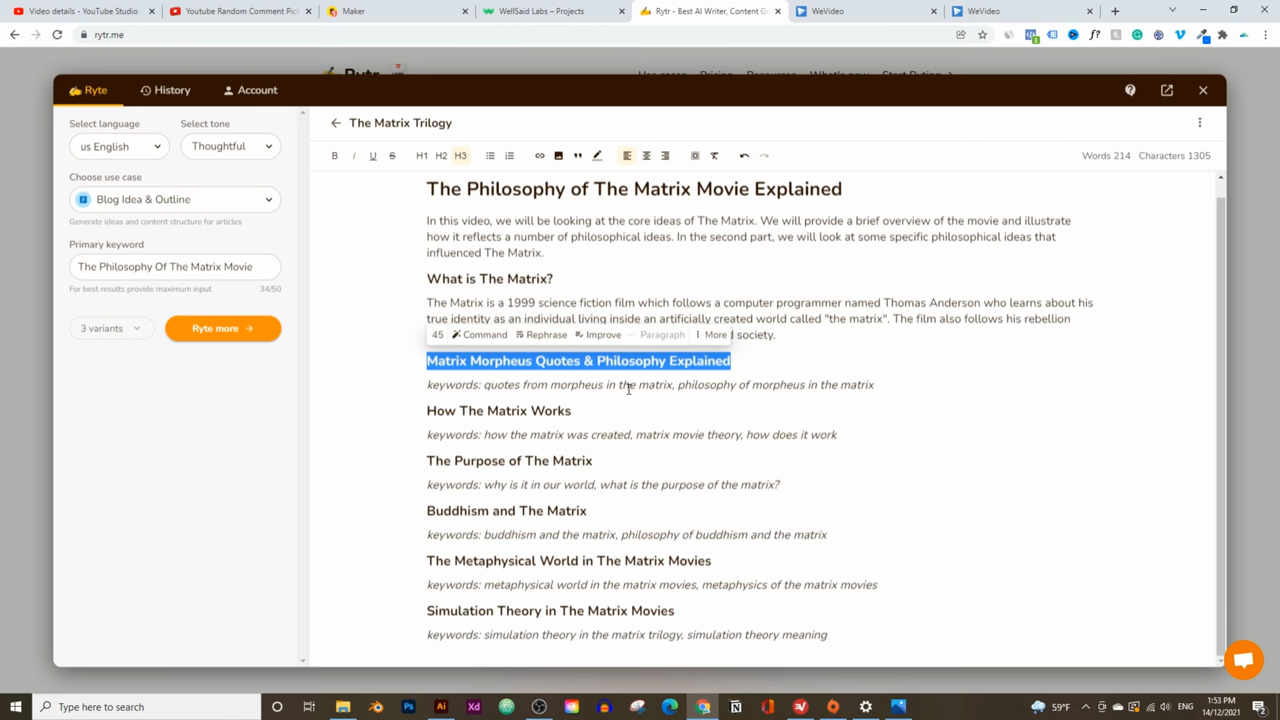 Video details - YouTube Studio
Youtube Random Comment Pic
Maker
WellSaid Labs – Projects
Rytr - Best AI Writer, Content Ge
WeVideo
WeVideo
rytr.me
Ryte
History
Account
Select language
Select tone
us English
Thoughtful
Choose use case
Blog Idea & Outline
Generate ideas and content structure for articles
Primary keyword
The Philosophy Of The Matrix Movie
For best results provide maximum input
34/50
3 variants
Ryte more
The Matrix Trilogy
B I U S H1 H2 H3
Words 214 Characters 1305
The Philosophy of The Matrix Movie Explained
In this video, we will be looking at the core ideas of The Matrix. We will provide a brief overview of the movie and illustrate
how it reflects a number of philosophical ideas. In the second part, we will look at some specific philosophical ideas that
influenced The Matrix.
What is The Matrix?
The Matrix is a 1999 science fiction film which follows a computer programmer named Thomas Anderson who learns about his
true identity as an individual living inside an artificially created world called "the matrix". The film also follows his rebellion
society.
45 Command Rephrase Improve Paragraph More
Matrix Morpheus Quotes & Philosophy Explained
keywords: quotes from morpheus in the matrix, philosophy of morpheus in the matrix
How The Matrix Works
keywords: how the matrix was created, matrix movie theory, how does it work
The Purpose of The Matrix
keywords: why is it in our world, what is the purpose of the matrix?
Buddhism and The Matrix
keywords: buddhism and the matrix, philosophy of buddhism and the matrix
The Metaphysical World in The Matrix Movies
keywords: metaphysical world in the matrix movies, metaphysics of the matrix movies
Simulation Theory in The Matrix Movies
keywords: simulation theory in the matrix trilogy, simulation theory meaning
Type here to search
59°F
ENG
1:53 PM
14/12/2021